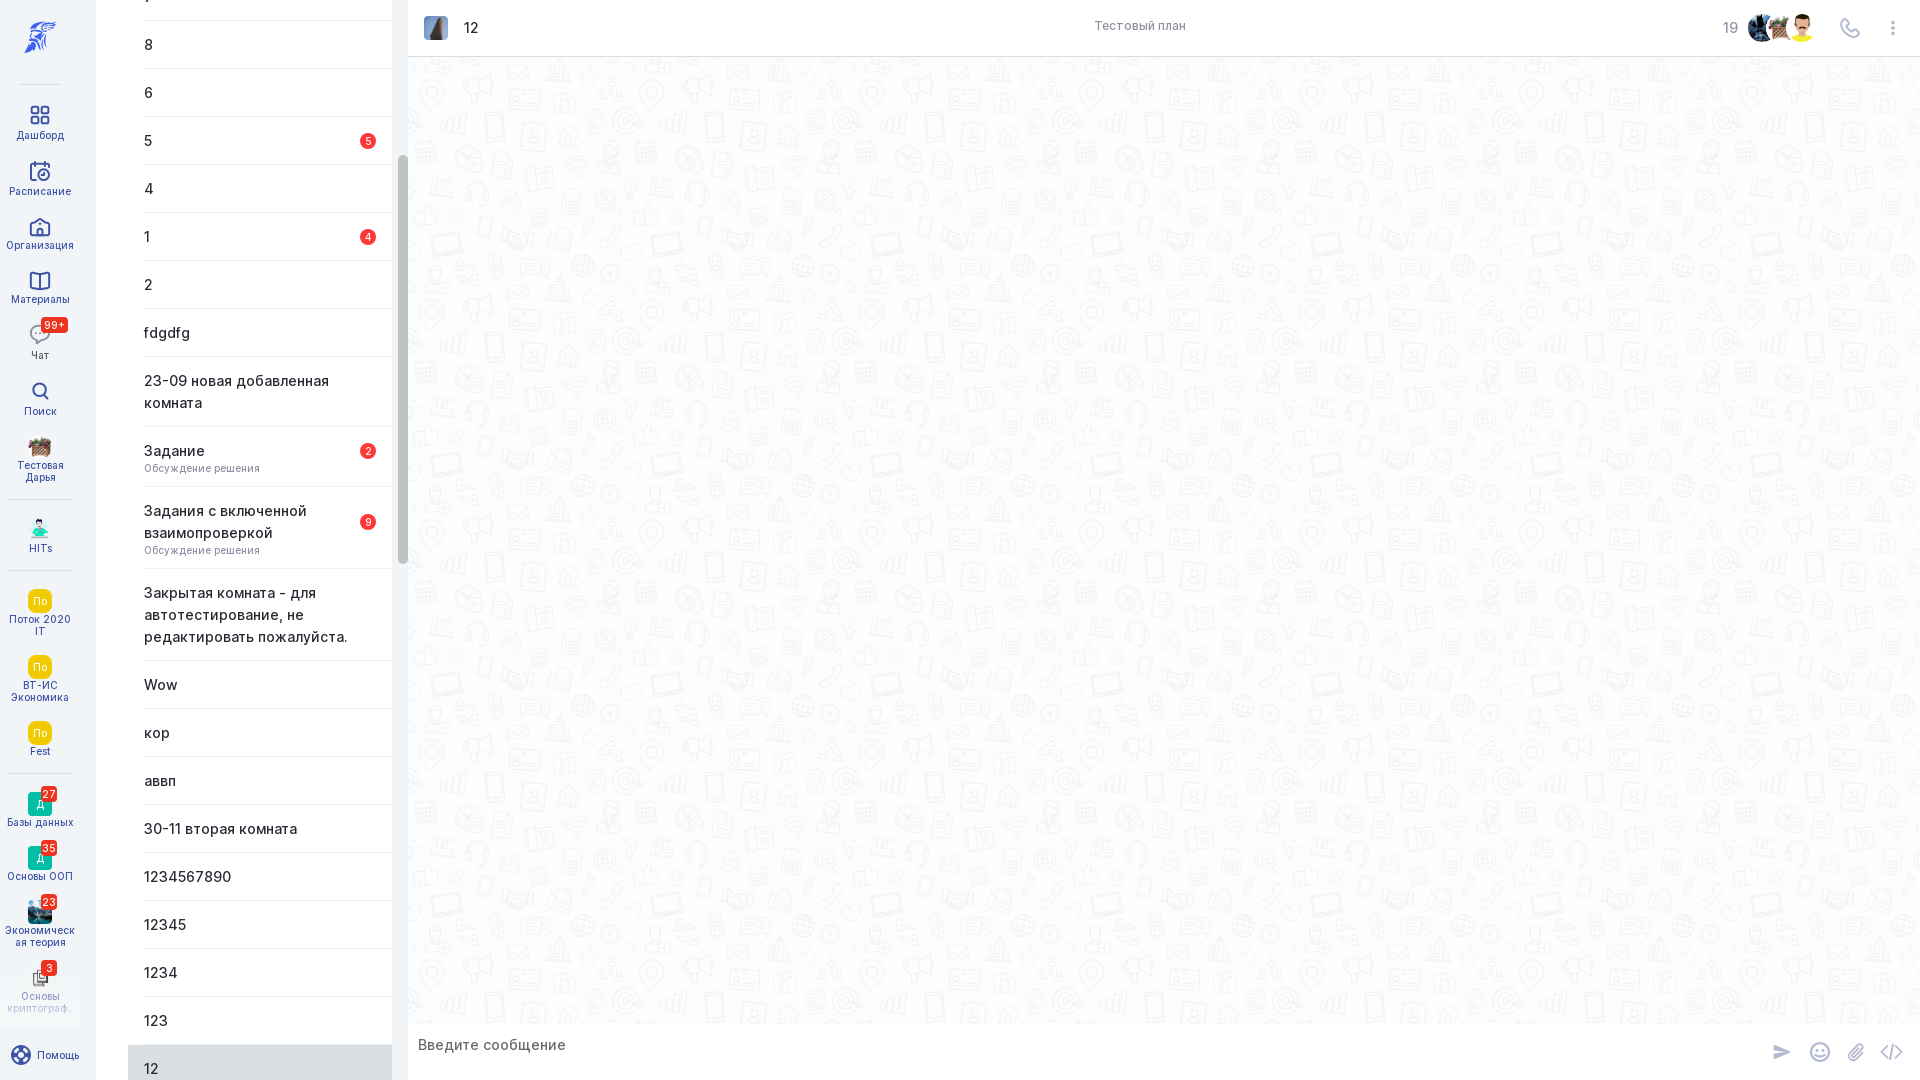 Дашборд
Расписание
Организация
Материалы
99+
Чат
Поиск
Тестовая
Дарья
HITs
По
Поток 2020
IT
По
ВТ-ИС
Экономика
По
Fest
27
Д
Базы данных
35
Д
Основы ООП
23
Экономическ
ая теория
3
Основы
криптограф...
Помощь
8
6
5
5
4
1
4
2
fdgdfg
23-09 новая добавленная
комната
Задание
2
Обсуждение решения
Задания с включенной
взаимопроверкой
9
Обсуждение решения
Закрытая комната - для
автотестирование, не
редактировать пожалуйста.
Wow
кор
аввп
30-11 вторая комната
1234567890
12345
1234
123
12
12
Тестовый план
19
Введите сообщение